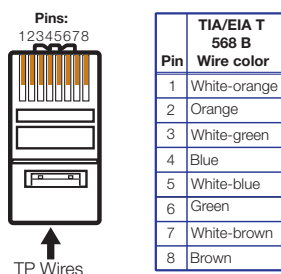 Pins:
12345678
TP Wires
TIA/EIA T
568 B
Pin Wire color
1 White-orange
2 Orange
3 White-green
4 Blue
5 White-blue
6 Green
7 White-brown
8 Brown